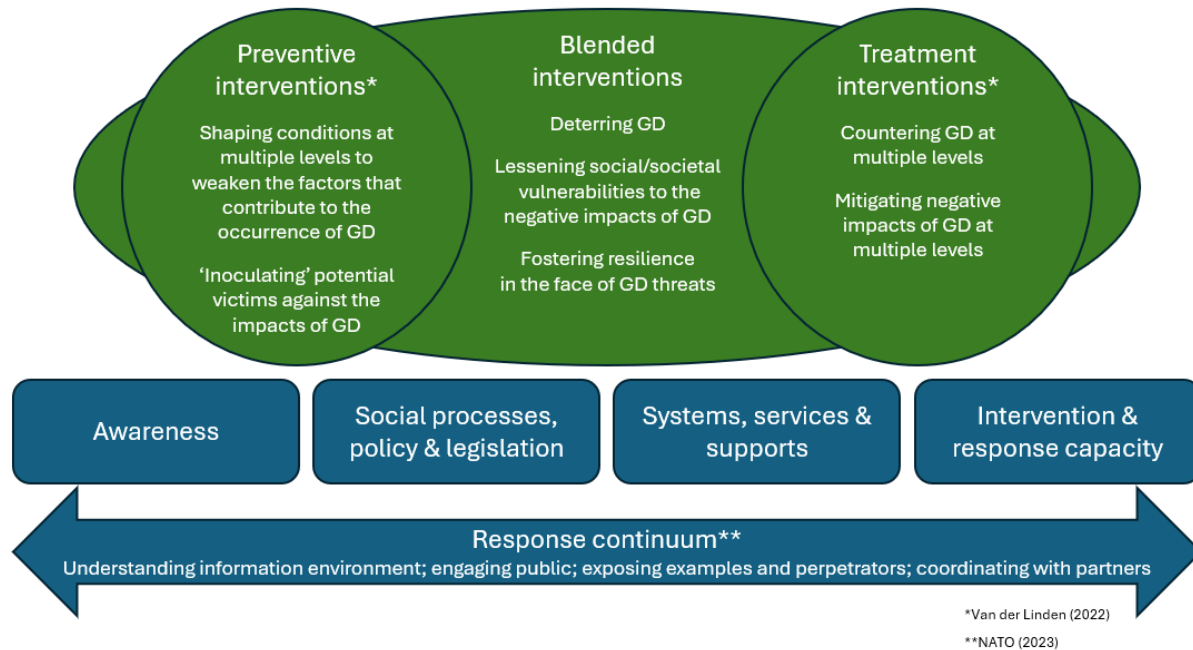 Preventive
interventions*
Shaping conditions at
multiple levels to
weaken the factors that
contribute to the
occurrence of GD
‘Inoculating’ potential
victims against the
impacts of GD
Blended
interventions
Deterring GD
Lessening social/societal
vulnerabilities to the
negative impacts of GD
Fostering resilience
in the face of GD threats
Treatment
interventions*
Countering GD at
multiple levels
Mitigating negative
impacts of GD at
multiple levels
Awareness
Social processes,
policy & legislation
Systems, services &
supports
Intervention &
response capacity
Response continuum**
Understanding information environment; engaging public; exposing examples and perpetrators; coordinating with partners
*Van der Linden (2022)
**NATO (2023)